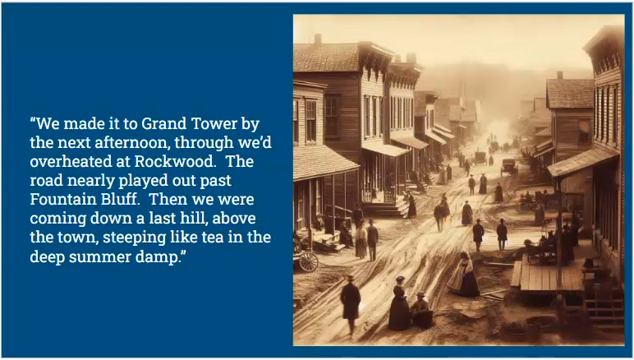 “We made it to Grand Tower by
the next afternoon, through we’d
overheated at Rockwood.  The
road nearly played out past
Fountain Bluff.  Then we were
coming down a last hill, above
the town, steeping like tea in the
deep summer damp.”